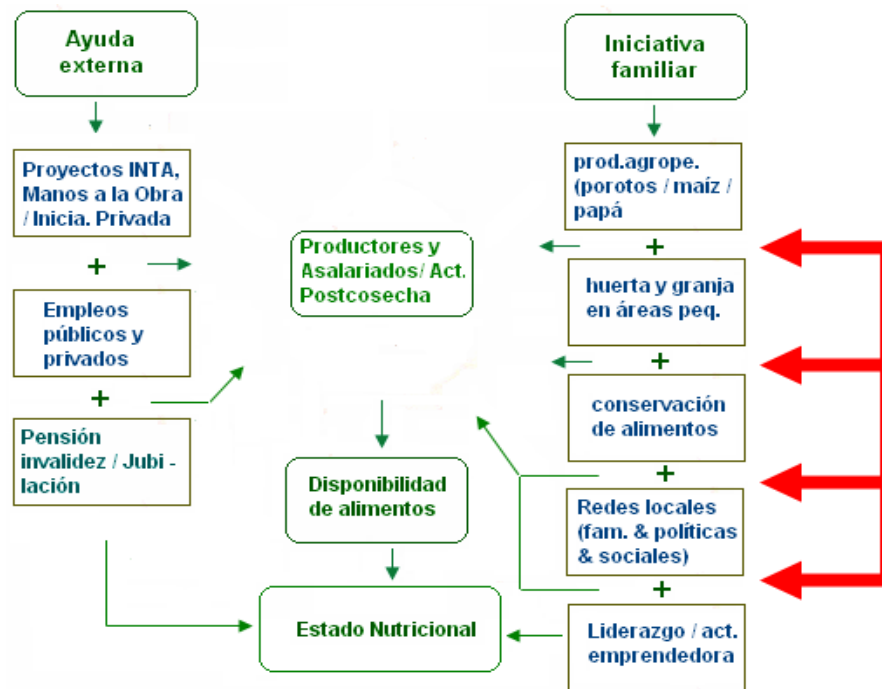 Ayuda
externa
Proyectos INTA,
Manos a la Obra
/ Inicia. Privada
+
Empleos
públicos y
privados
+
Pensión
invalidez / Jubi -
lación
Productores y
Asalariados/ Act.
Postcosecha
Disponibilidad
de alimentos
Estado Nutricional
Iniciativa
familiar
prod.agrope.
(porotos / maíz /
papá
+
huerta y granja
en áreas peq.
+
conservación
de alimentos
+
Redes locales
(fam. & políticas
& sociales)
+
Liderazgo / act.
emprendedora